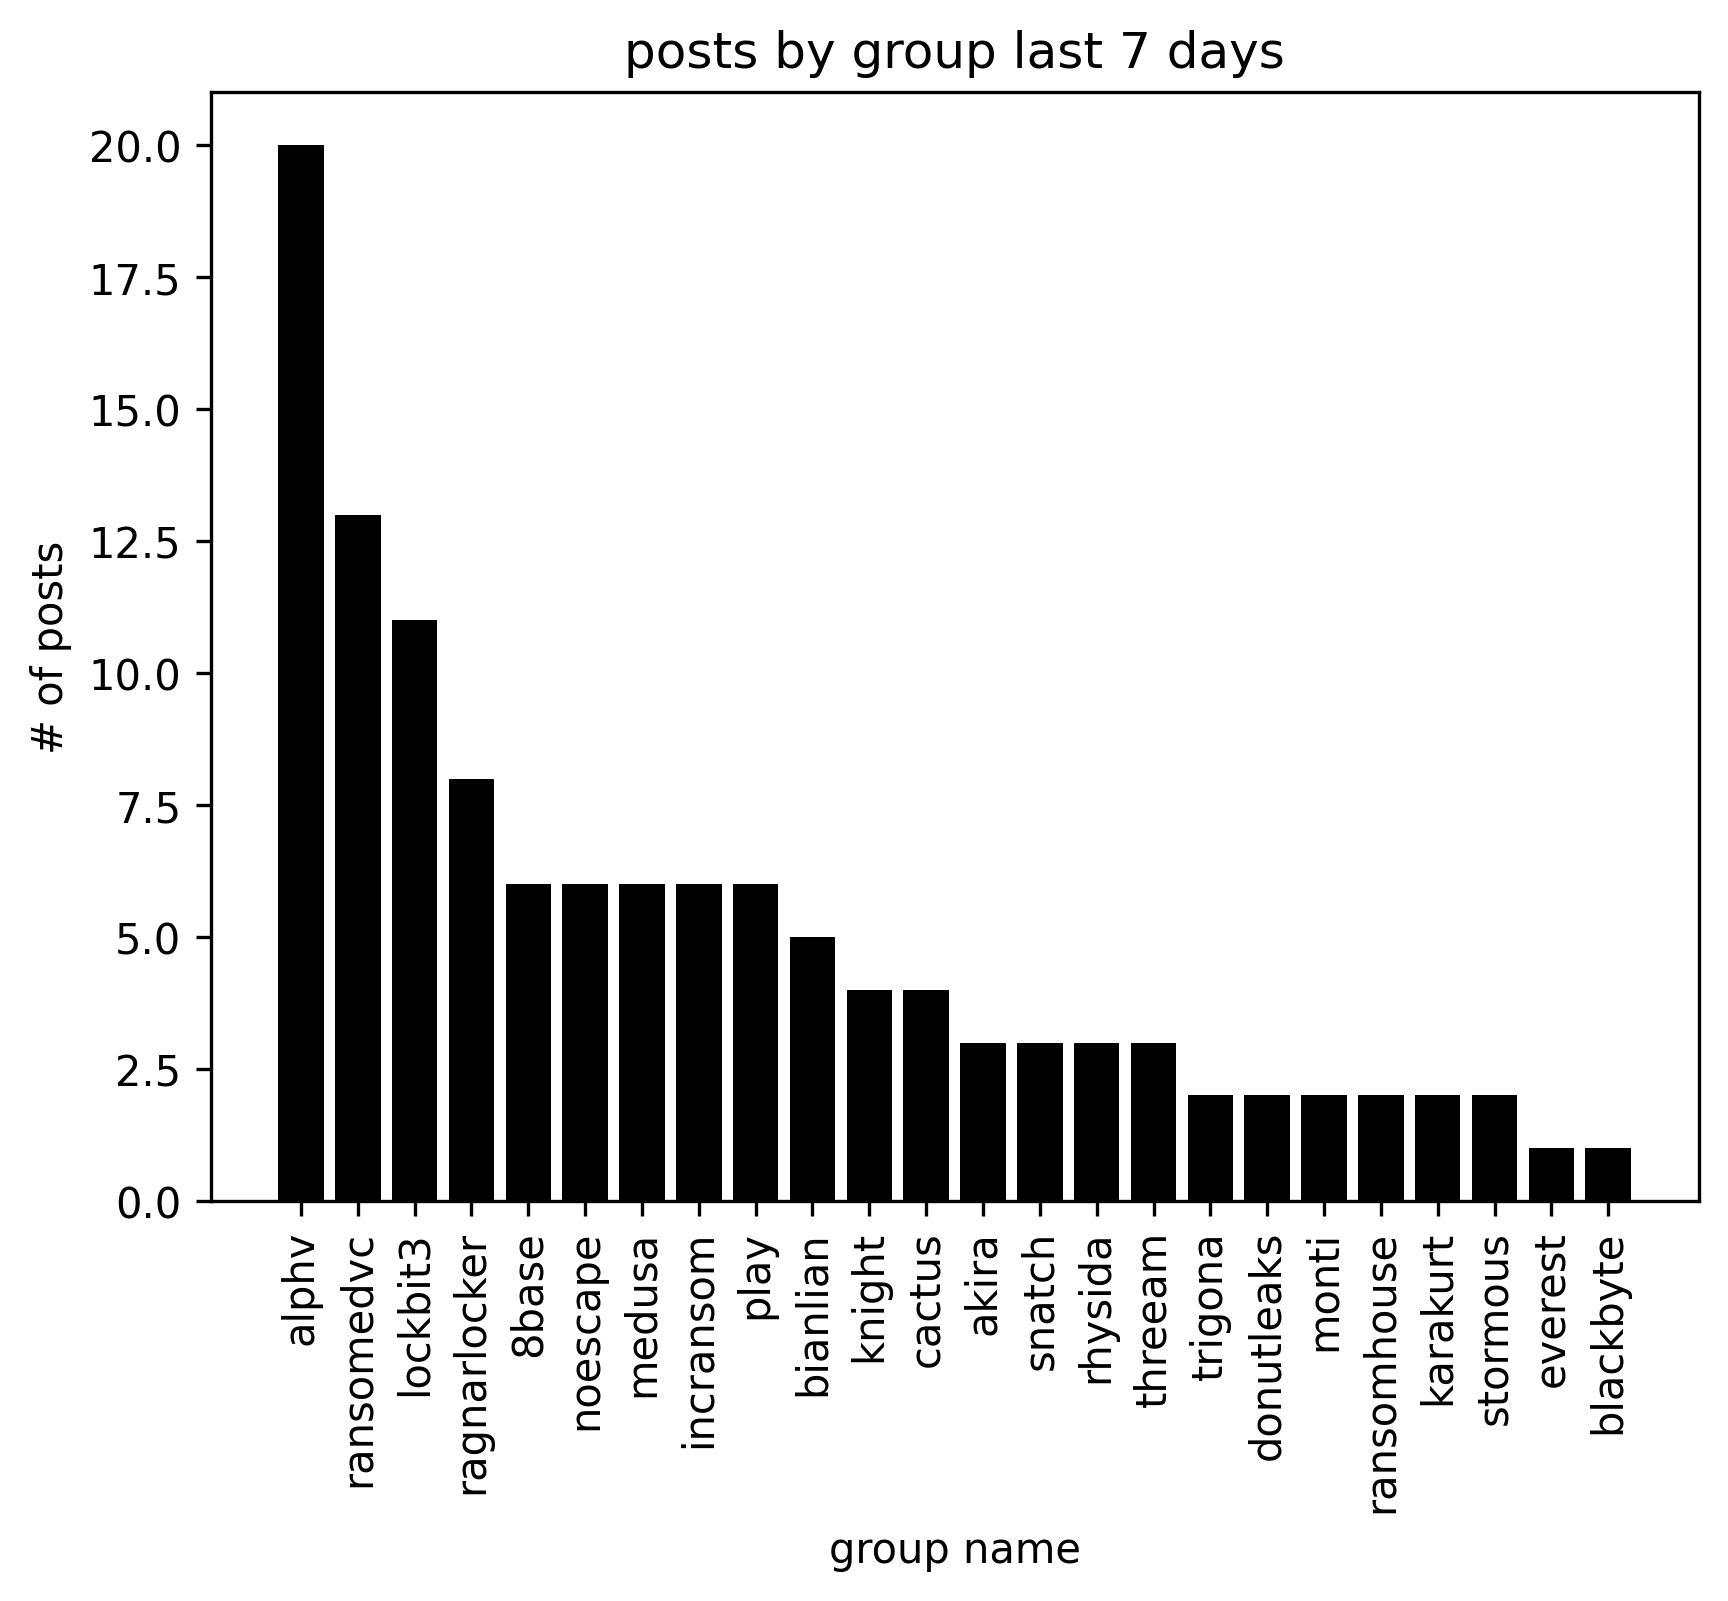 posts by group last 7 days
# of posts
20.0
17.5
15.0
12.5
10.0
7.5
5.0
2.5
0.0
alphv
ransomedvc
lockbit3
ragnarlocker
8base
noescape
medusa
incransom
play
bianlian
knight
cactus
akira
snatch
rhysida
threeam
trigona
donutleaks
monti
ransomhouse
karakurt
stormous
everest
blackbyte
group name